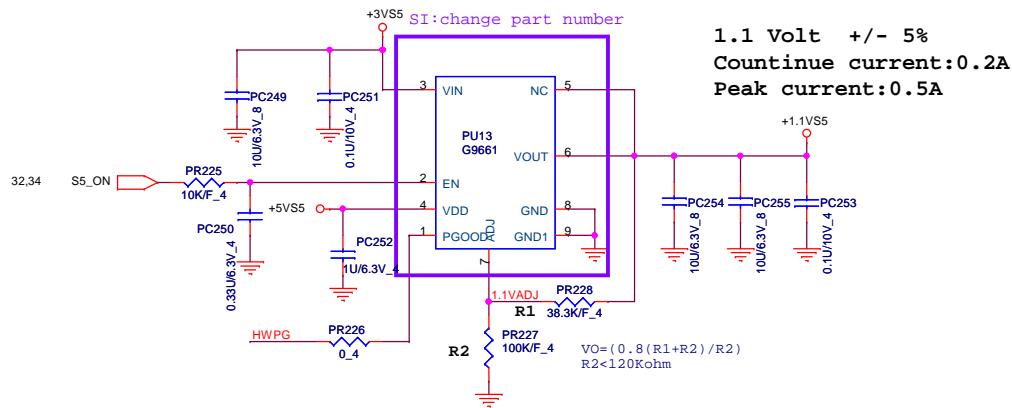 +3VS5
SI:change part number
1.1 Volt +/- 5%
Countinue current:0.2A
Peak current:0.5A
PC249
10U/6.3V_8
PC251
0.1U/10V_4
3
VIN
NC
5
PU13
G9661
+1.1VS5
VOUT
6
32,34
S5_ON
PR225
10K/F_4
2
EN
+5VS5
4
VDD
GND
8
PC250
0.33U/6.3V_4
1
PGOOD
ADJ
GND1
9
PC252
1U/6.3V_4
7
PC254
10U/6.3V_8
PC255
10U/6.3V_8
PC253
0.1U/10V_4
1.1VADJ
R1
PR228
38.3K/F_4
HWPG
PR226
0_4
R2
PR227
100K/F_4
VO=(0.8(R1+R2)/R2)
R2<120Kohm